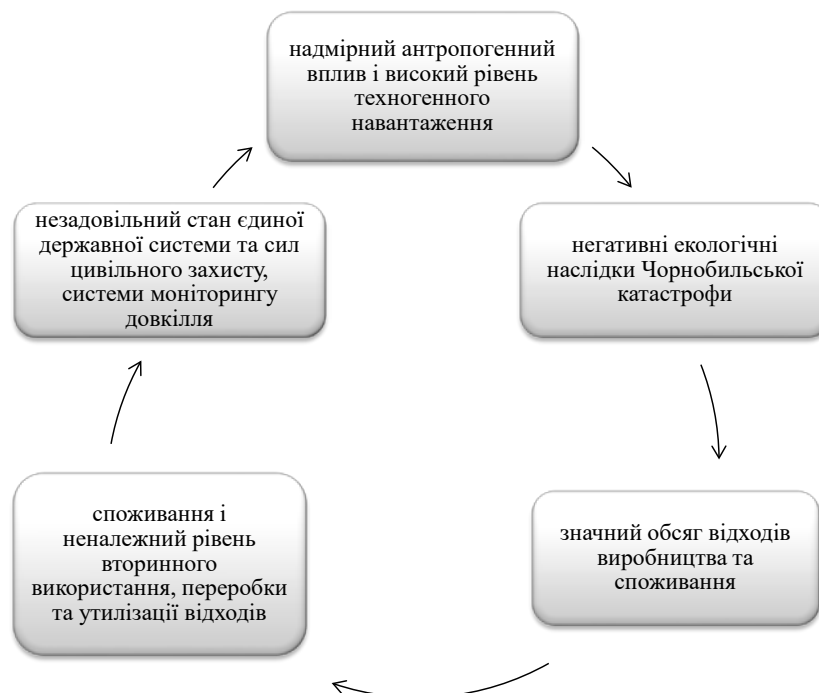 надмірний антропогенний
вплив і високий рівень
техногенного
навантаження
негативні екологічні
наслідки Чорнобильської
катастрофи
значний обсяг відходів
виробництва та
споживання
споживання і
неналежний рівень
вторинного
використання, переробки
та утилізації відходів
незадовільний стан єдиної
державної системи та сил
цивільного захисту,
системи моніторингу
довкілля